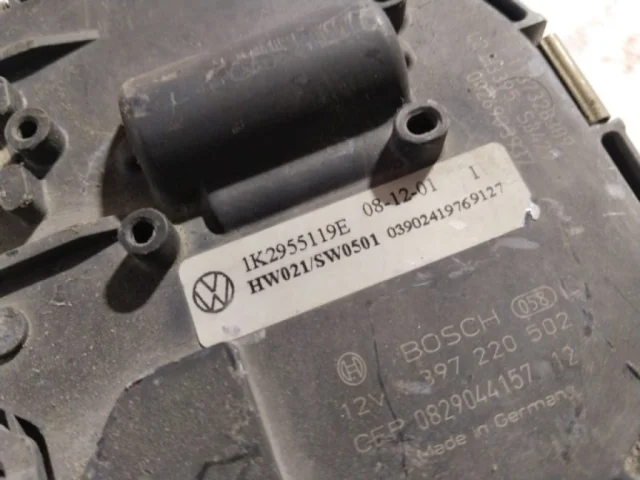 1K2955119E 08-12-01 1
HW021/SW0501 03902419769127
BOSCH 058 L
12V 397 220 502
CEP 0829044157 12
Made in Germany